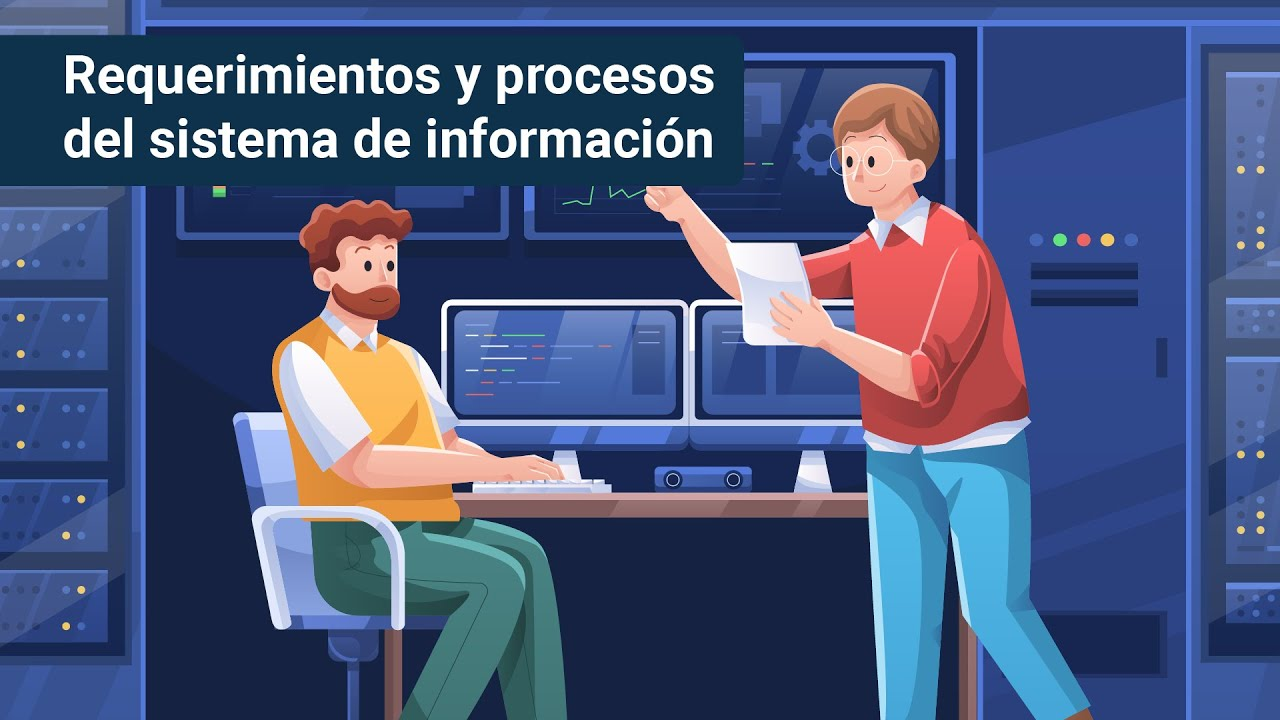 Requerimientos y procesos
del sistema de información